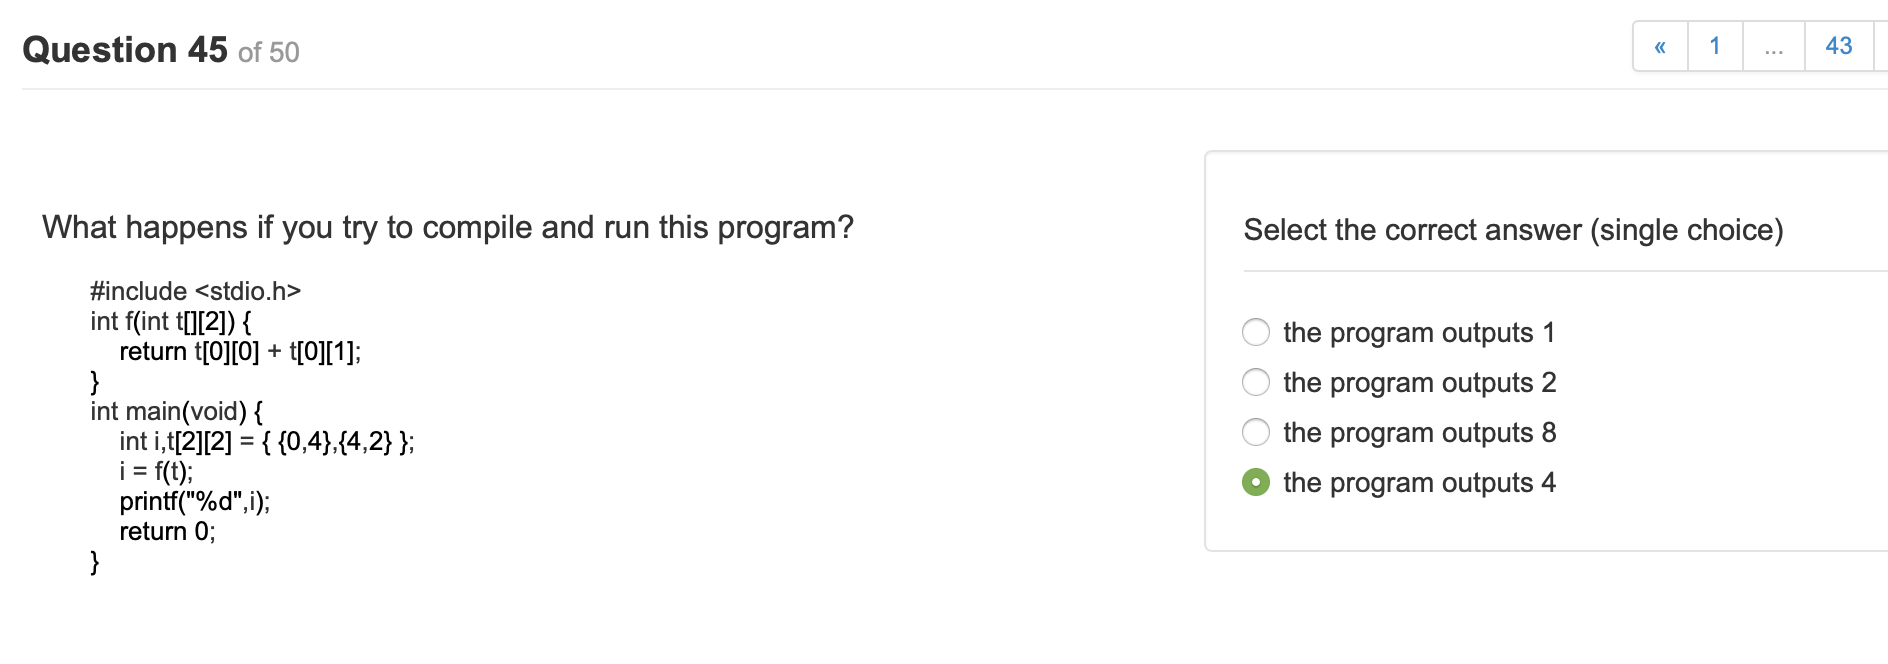 Question 45 of 50
« 1 ... 43
What happens if you try to compile and run this program?
#include <stdio.h>
int f(int t[][2]) {
return t[0][0] + t[0][1];
}
int main(void) {
int i,t[2][2] = { {0,4},{4,2} };
i = f(t);
printf("%d",i);
return 0;
}
Select the correct answer (single choice)
the program outputs 1
the program outputs 2
the program outputs 8
the program outputs 4